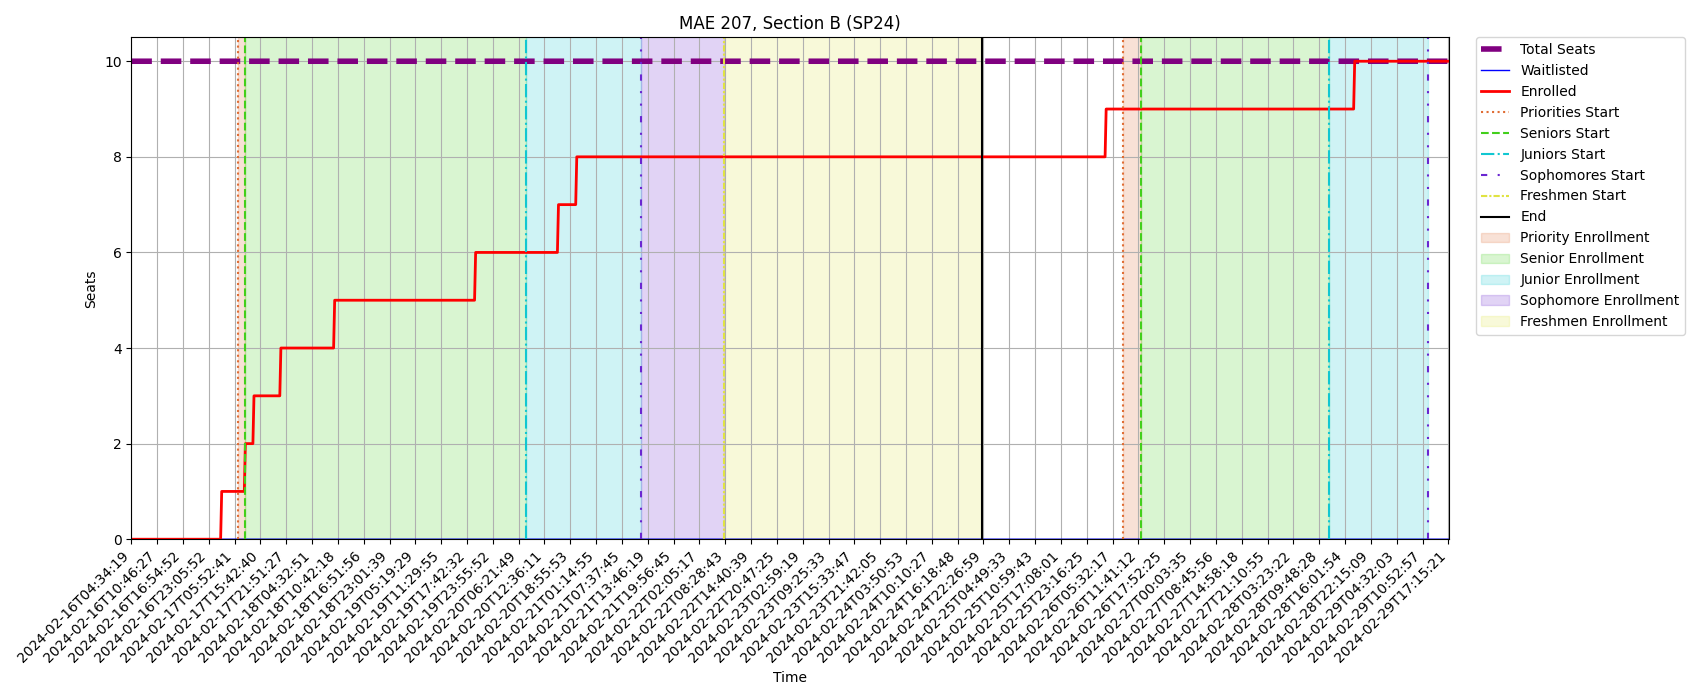 MAE 207, Section B (SP24)
Seats
10
8
6
4
2
0
2024-02-16T04:34:19
2024-02-16T10:46:27
2024-02-16T16:54:52
2024-02-16T23:05:52
2024-02-17T05:52:41
2024-02-17T15:42:40
2024-02-17T21:51:27
2024-02-18T04:32:51
2024-02-18T10:42:18
2024-02-18T16:51:56
2024-02-18T23:01:39
2024-02-19T05:19:29
2024-02-19T11:29:55
2024-02-19T17:42:32
2024-02-19T23:55:52
2024-02-20T06:21:49
2024-02-20T12:36:11
2024-02-20T18:55:53
2024-02-21T01:14:55
2024-02-21T07:37:45
2024-02-21T13:46:19
2024-02-21T19:56:45
2024-02-22T02:05:17
2024-02-22T08:28:43
2024-02-22T14:40:39
2024-02-22T20:47:25
2024-02-23T02:59:19
2024-02-23T09:25:33
2024-02-23T15:33:47
2024-02-23T21:42:05
2024-02-24T03:50:53
2024-02-24T10:10:27
2024-02-24T16:18:48
2024-02-24T22:26:59
2024-02-25T04:49:33
2024-02-25T10:59:43
2024-02-25T17:08:01
2024-02-25T23:16:25
2024-02-26T05:32:17
2024-02-26T11:41:12
2024-02-26T17:52:25
2024-02-27T00:03:35
2024-02-27T08:45:56
2024-02-27T14:58:18
2024-02-27T21:10:55
2024-02-28T03:23:22
2024-02-28T09:48:28
2024-02-28T16:01:54
2024-02-28T22:15:09
2024-02-29T04:32:03
2024-02-29T10:52:57
2024-02-29T17:15:21
Time
Total Seats
Waitlisted
Enrolled
Priorities Start
Seniors Start
Juniors Start
Sophomores Start
Freshmen Start
End
Priority Enrollment
Senior Enrollment
Junior Enrollment
Sophomore Enrollment
Freshmen Enrollment